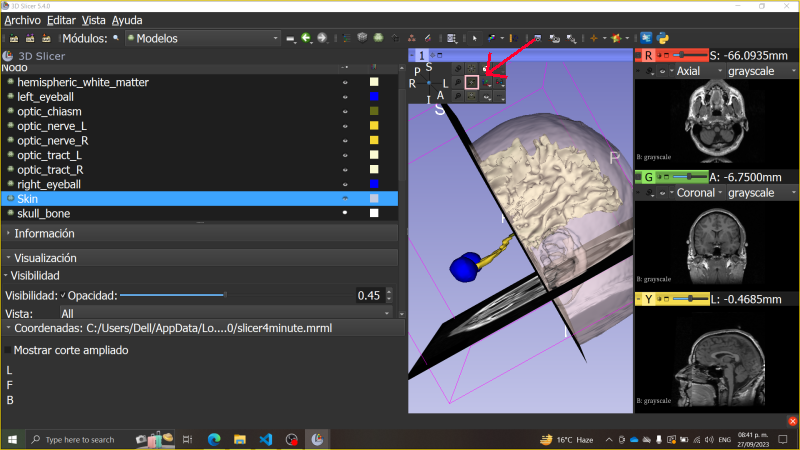 3D Slicer 5.4.0
Archivo Editar Vista Ayuda
Módulos: Modelos
3D Slicer
Nodo
hemispheric_white_matter
left_eyeball
optic_chiasm
optic_nerve_L
optic_nerve_R
optic_tract_L
optic_tract_R
right_eyeball
Skin
skull_bone
Información
Visualización
Visibilidad
Visibilidad: Opacidad: 0.45
Vista: All
Coordenadas: C:/Users/Dell/AppData/Lo....0/slicer4minute.mrml
Mostrar corte ampliado
L
F
B
1
S
P
R L
A
I
S
P
R S: -66.0935mm
Axial grayscale
B: grayscale
G A: -6.7500mm
Coronal grayscale
B: grayscale
Y L: -0.4685mm
B: grayscale
Type here to search
16°C Haze
ENG
08:41 p. m.
27/09/2023